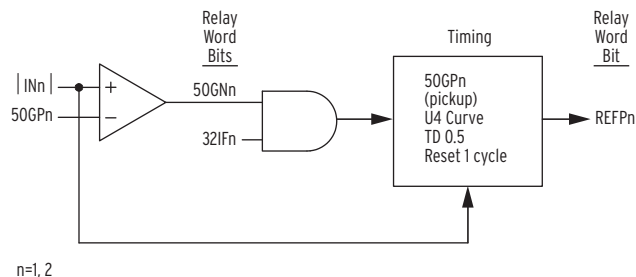 Relay
Word
Bits
Relay
Word
Bit
Timing
|INn|
+
50GPn
−
50GNn
32IFn
50GPn
(pickup)
U4 Curve
TD 0.5
Reset 1 cycle
REFPn
n=1, 2